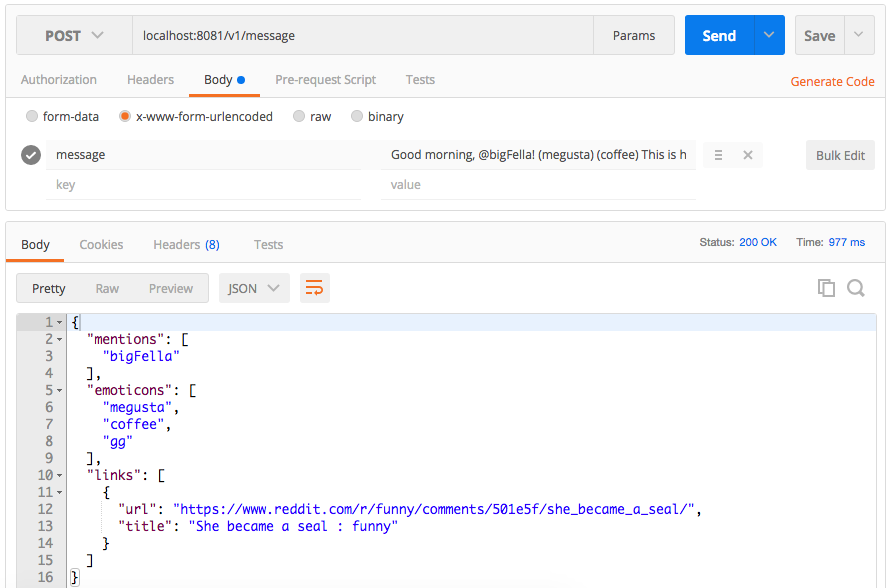 POST localhost:8081/v1/message Params Send Save
Authorization Headers Body Pre-request Script Tests Generate Code
form-data x-www-form-urlencoded raw binary
message Good morning, @bigFella! (megusta) (coffee) This is h Bulk Edit
key value
Body Cookies Headers (8) Tests Status: 200 OK Time: 977 ms
Pretty Raw Preview JSON
1 {
2 "mentions": [
3 "bigFella"
4 ],
5 "emoticons": [
6 "megusta",
7 "coffee",
8 "gg"
9 ],
10 "links": [
11 {
12 "url": "https://www.reddit.com/r/funny/comments/501e5f/she_became_a_seal/",
13 "title": "She became a seal : funny"
14 }
15 ]
16 }